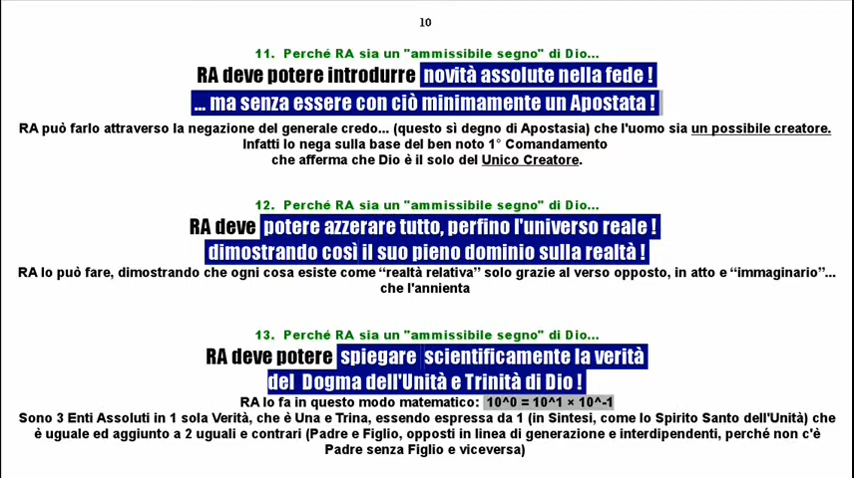 10
11. Perché RA sia un "ammissibile segno" di Dio...
RA deve potere introdurre novità assolute nella fede !
... ma senza essere con ciò minimamente un Apostata !
RA può farlo attraverso la negazione del generale credo... (questo sì degno di Apostasia) che l'uomo sia un possibile creatore.
Infatti lo nega sulla base del ben noto 1° Comandamento
che afferma che Dio è il solo del Unico Creatore.
12. Perché RA sia un "ammissibile segno" di Dio...
RA deve potere azzerare tutto, perfino l'universo reale !
dimostrando così il suo pieno dominio sulla realtà !
RA lo può fare, dimostrando che ogni cosa esiste come “realtà relativa” solo grazie al verso opposto, in atto e “immaginario”...
che l'annienta
13. Perché RA sia un "ammissibile segno" di Dio...
RA deve potere spiegare scientificamente la verità
del Dogma dell'Unità e Trinità di Dio !
RA lo fa in questo modo matematico: 10^0 = 10^1 × 10^-1
Sono 3 Enti Assoluti in 1 sola Verità, che è Una e Trina, essendo espressa da 1 (in Sintesi, come lo Spirito Santo dell'Unità) che
è uguale ed aggiunto a 2 uguali e contrari (Padre e Figlio, opposti in linea di generazione e interdipendenti, perché non c'è
Padre senza Figlio e viceversa)